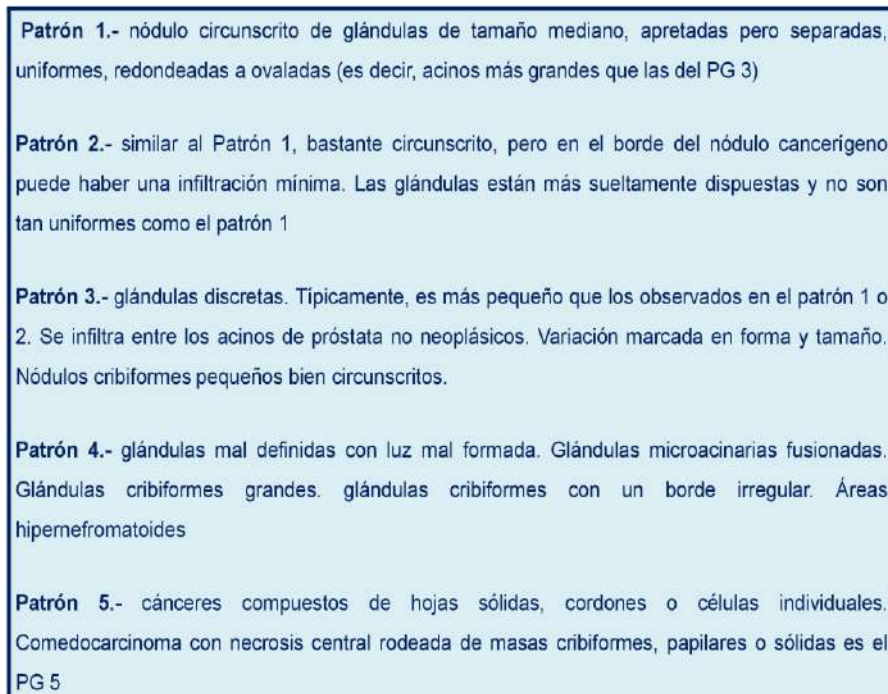 Patrón 1.- nódulo circunscrito de glándulas de tamaño mediano, apretadas pero separadas,
uniformes, redondeadas a ovaladas (es decir, acinos más grandes que las del PG 3)
Patrón 2.- similar al Patrón 1, bastante circunscrito, pero en el borde del nódulo cancerígeno
puede haber una infiltración mínima. Las glándulas están más sueltamente dispuestas y no son
tan uniformes como el patrón 1
Patrón 3.- glándulas discretas. Típicamente, es más pequeño que los observados en el patrón 1 o
2. Se infiltra entre los acinos de próstata no neoplásicos. Variación marcada en forma y tamaño.
Nódulos cribiformes pequeños bien circunscritos.
Patrón 4.- glándulas mal definidas con luz mal formada. Glándulas microacinarias fusionadas.
Glándulas cribiformes grandes. glándulas cribiformes con un borde irregular. Áreas
hipernefromatoides
Patrón 5.- cánceres compuestos de hojas sólidas, cordones o células individuales.
Comedocarcinoma con necrosis central rodeada de masas cribiformes, papilares o sólidas es el
PG 5